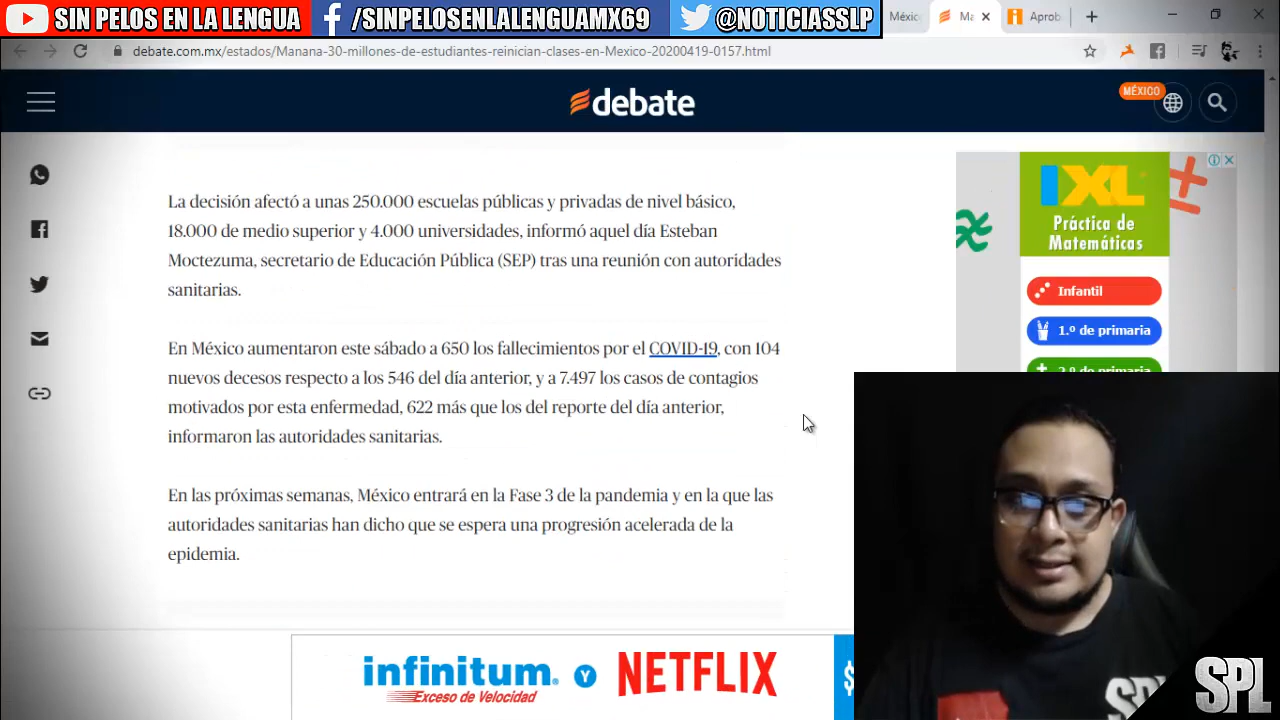 SIN PELOS EN LA LENGUA
/SINPELOSENLALENGUAMX69
@NOTICIASSLP
Méxic
Ma
Aprob
debate.com.mx/estados/Manana-30-millones-de-estudiantes-reinician-clases-en-Mexico-20200419-0157.html
debate
MÉXICO
La decisión afectó a unas 250.000 escuelas públicas y privadas de nivel básico,
18.000 de medio superior y 4.000 universidades, informó aquel día Esteban
Moctezuma, secretario de Educación Pública (SEP) tras una reunión con autoridades
sanitarias.
En México aumentaron este sábado a 650 los fallecimientos por el COVID-19, con 104
nuevos decesos respecto a los 546 del día anterior, y a 7.497 los casos de contagios
motivados por esta enfermedad, 622 más que los del reporte del día anterior,
informaron las autoridades sanitarias.
En las próximas semanas, México entrará en la Fase 3 de la pandemia y en la que las
autoridades sanitarias han dicho que se espera una progresión acelerada de la
epidemia.
IXL
Práctica de
Matemáticas
Infantil
1.º de primaria
2.º de primaria
infinitum y NETFLIX
Exceso de Velocidad
$
SPL
SPL